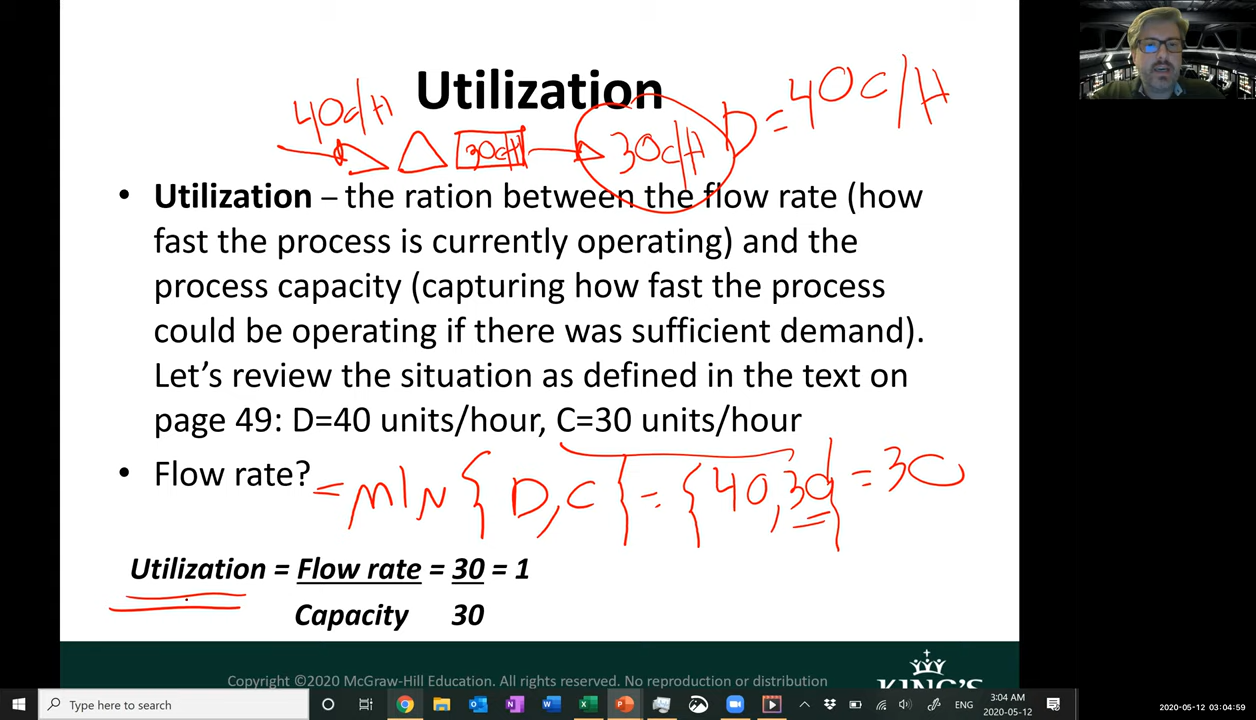 Utilization
40c/H
30c/H
30c/H
D=40c/H
• Utilization – the ration between the flow rate (how
fast the process is currently operating) and the
process capacity (capturing how fast the process
could be operating if there was sufficient demand).
Let's review the situation as defined in the text on
page 49: D=40 units/hour, C=30 units/hour
• Flow rate? = MIN { D,C } = { 40,30 } = 30
Utilization = Flow rate = 30 = 1
Capacity 30
Copyright ©2020 McGraw-Hill Education. All rights reserved. No reproduction or distribution
KING'S
Type here to search
ENG
3:04 AM
2020-05-12
2020-05-12 03:04:59